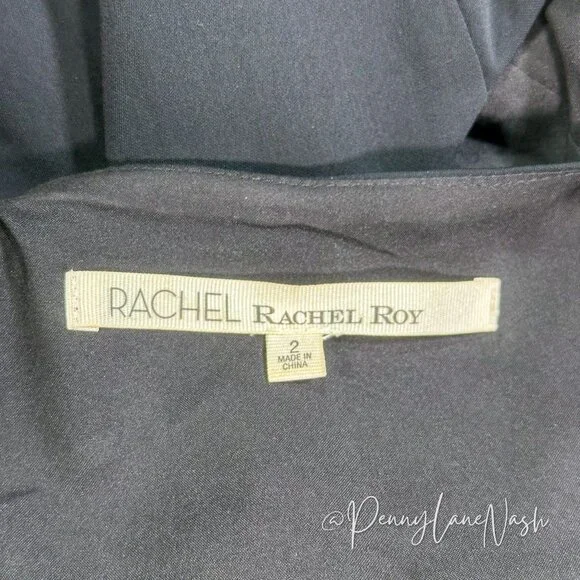 RACHEL RACHEL ROY
2
MADE IN
CHINA
@PennyLaneNash